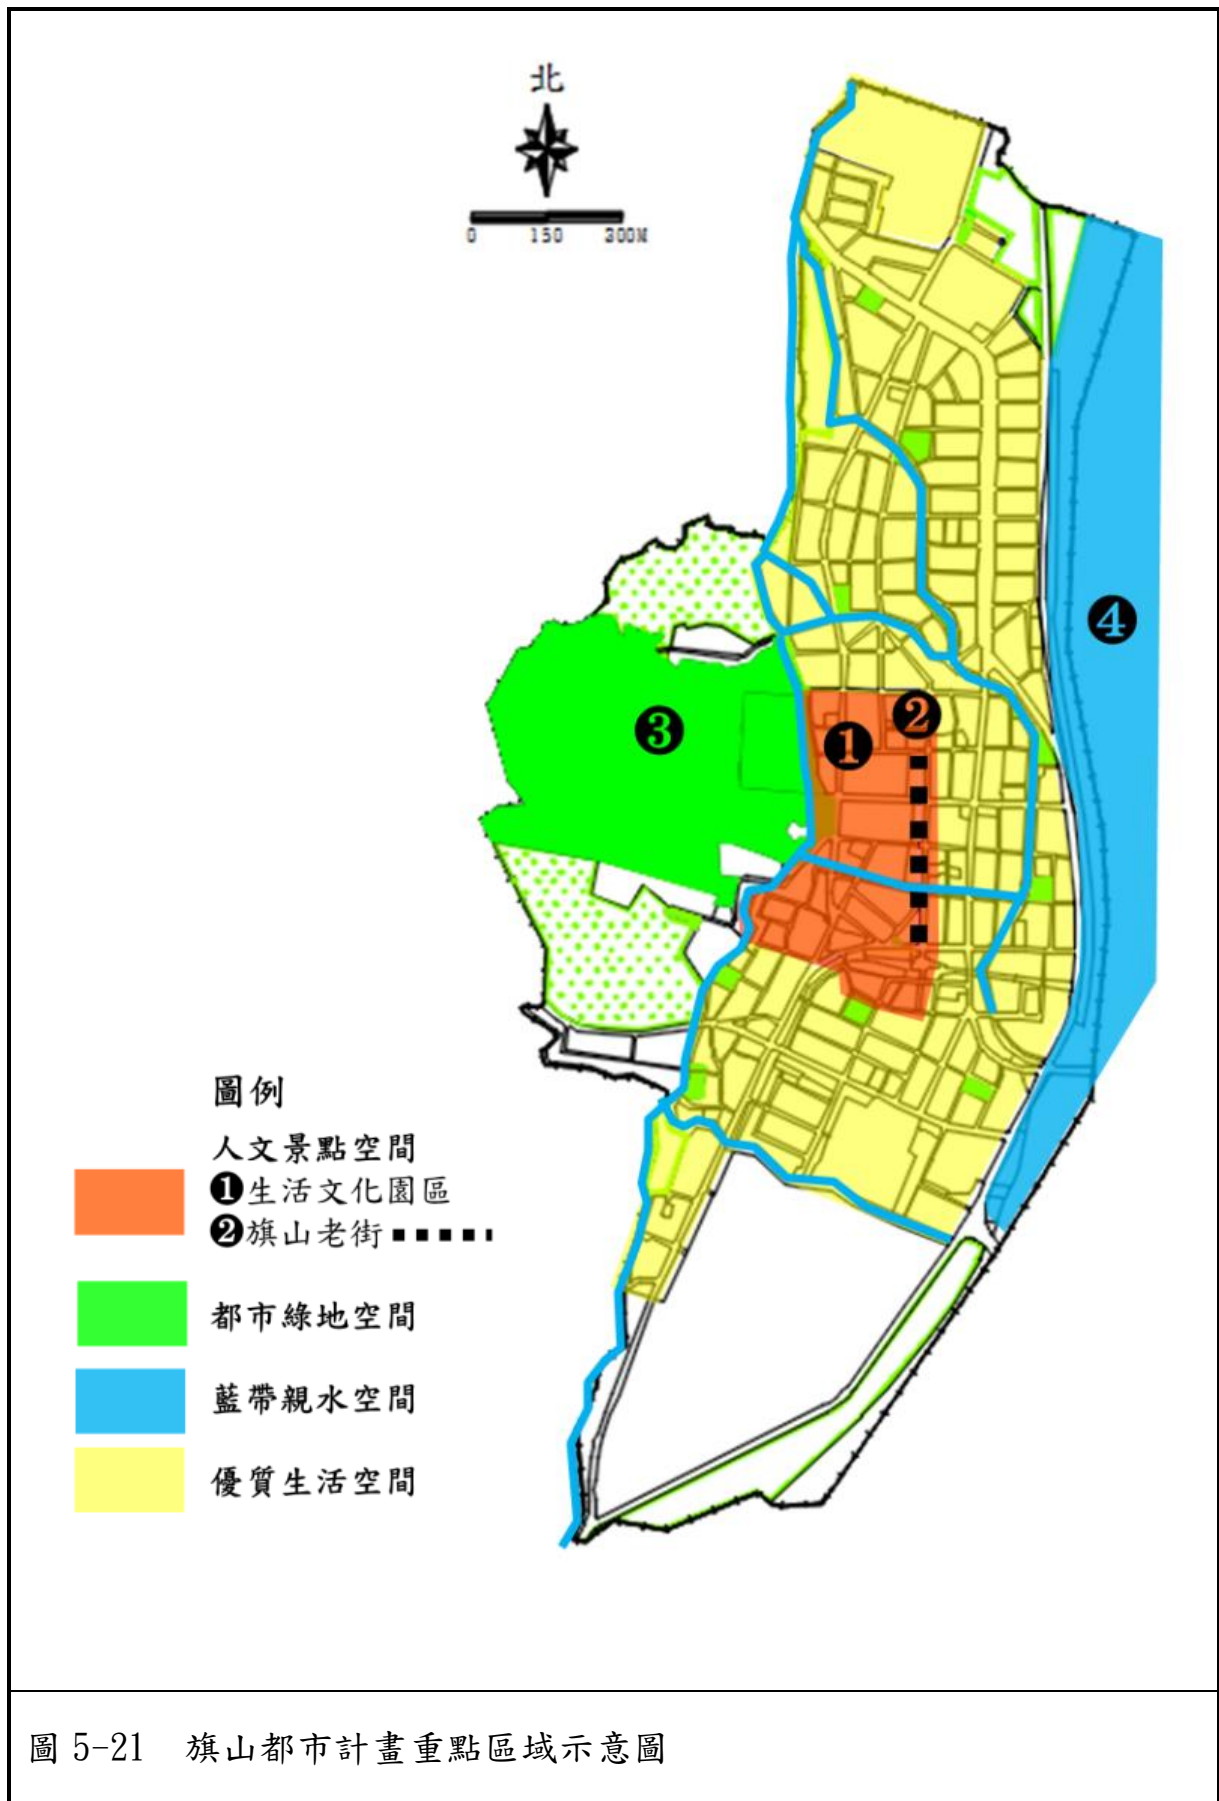 北
0 150 300M
❹
❷
❸
❶
圖例
人文景點空間
❶生活文化園區
❷旗山老街
都市綠地空間
藍帶親水空間
優質生活空間
圖 5-21 旗山都市計畫重點區域示意圖